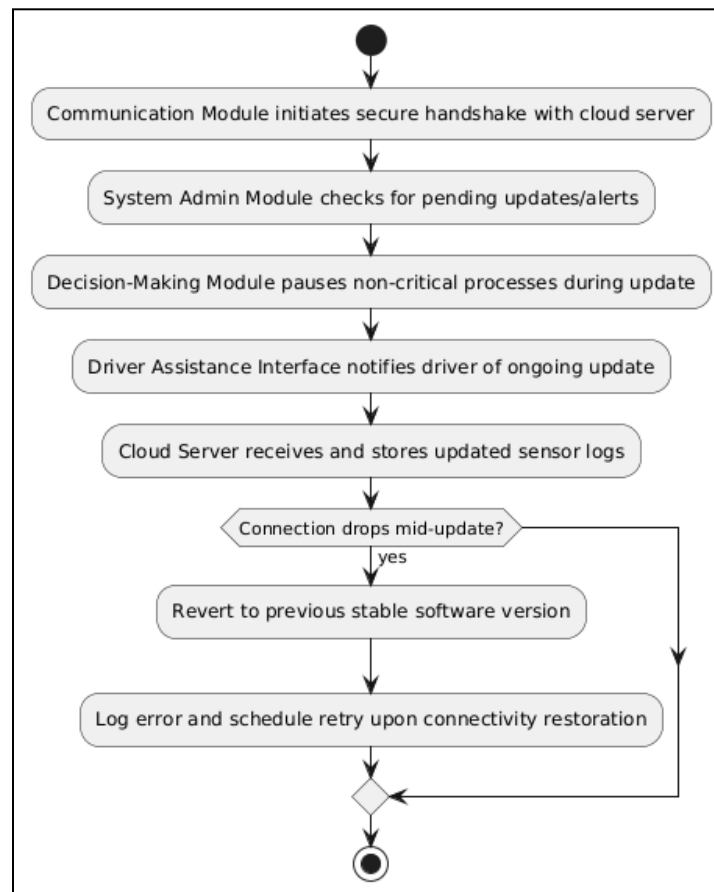 Communication Module initiates secure handshake with cloud server
System Admin Module checks for pending updates/alerts
Decision-Making Module pauses non-critical processes during update
Driver Assistance Interface notifies driver of ongoing update
Cloud Server receives and stores updated sensor logs
Connection drops mid-update?
yes
Revert to previous stable software version
Log error and schedule retry upon connectivity restoration